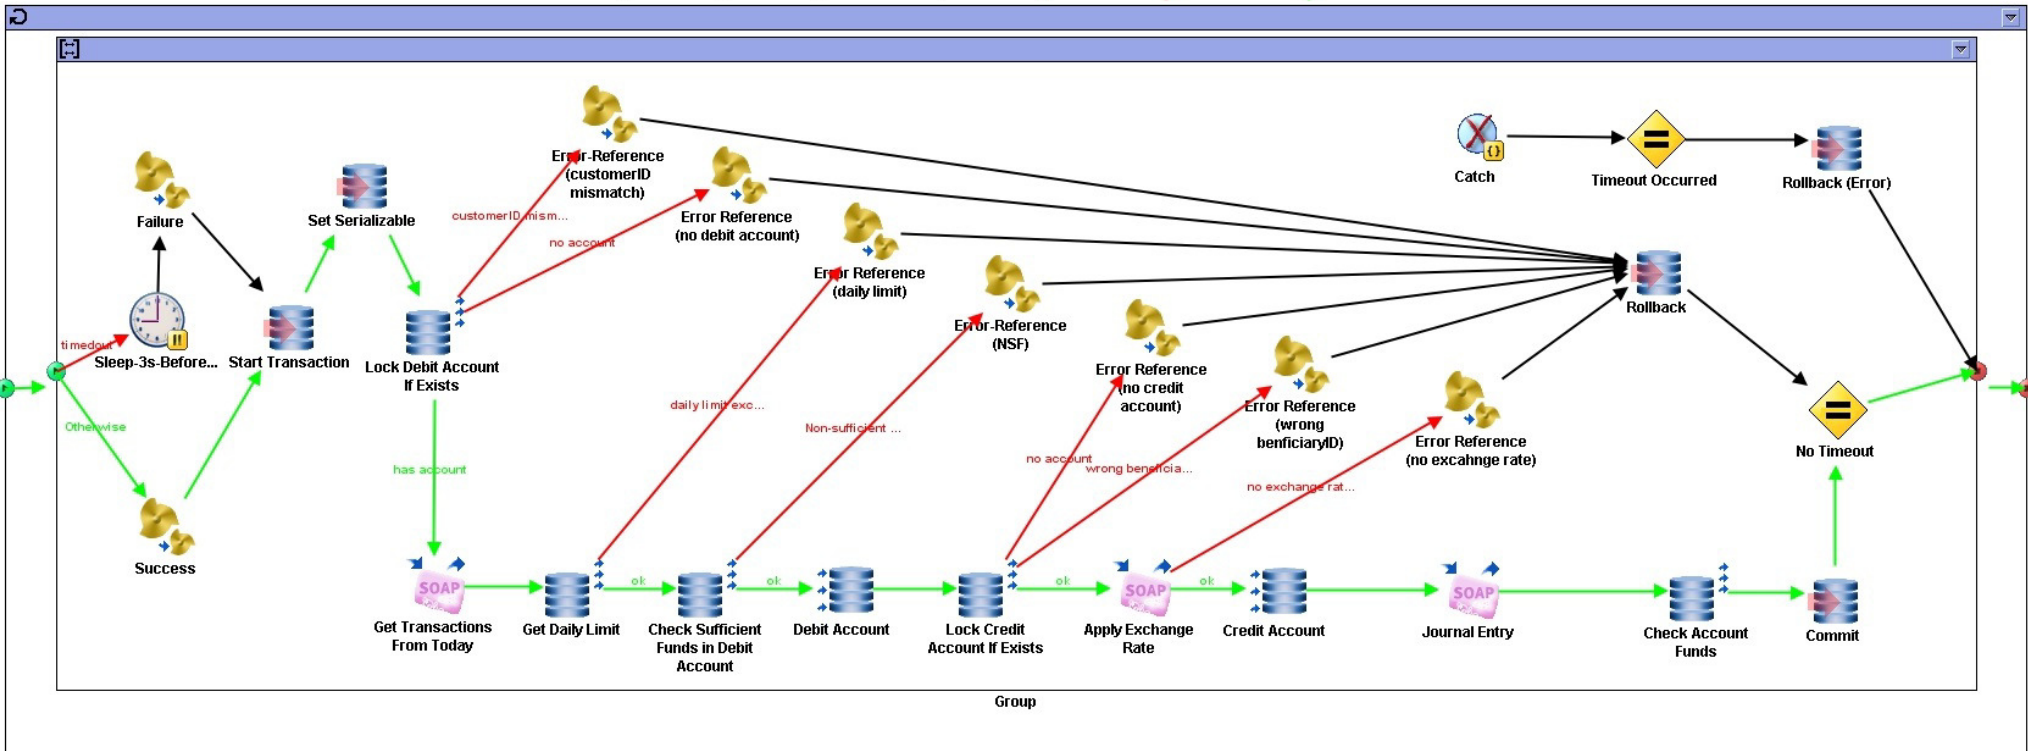 Error-Reference
(customerID
mismatch)
Catch
Timeout Occurred
Rollback (Error)
Failure
Set Serializable
customerID mism...
Error Reference
(no debit account)
no account
Error Reference
(daily limit)
Rollback
timedout
Sleep-3s-Before...
Start Transaction
Lock Debit Account
If Exists
Error-Reference
(NSF)
Error Reference
(no credit
account)
Error Reference
(wrong
benficiaryID)
Error Reference
(no excahnge rate)
Otherwise
daily limit exc...
Non-sufficient ...
No Timeout
has account
no account
wrong beneficia...
no exchange rat...
Success
SOAP
ok
ok
ok
SOAP
ok
SOAP
Get Transactions
From Today
Get Daily Limit
Check Sufficient
Funds in Debit
Account
Debit Account
Lock Credit
Account If Exists
Apply Exchange
Rate
Credit Account
Journal Entry
Check Account
Funds
Commit
Group